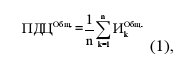 ПДЦ^Общ. = 1/n ∑_{k=1}^{n} И_k^Общ. (1),